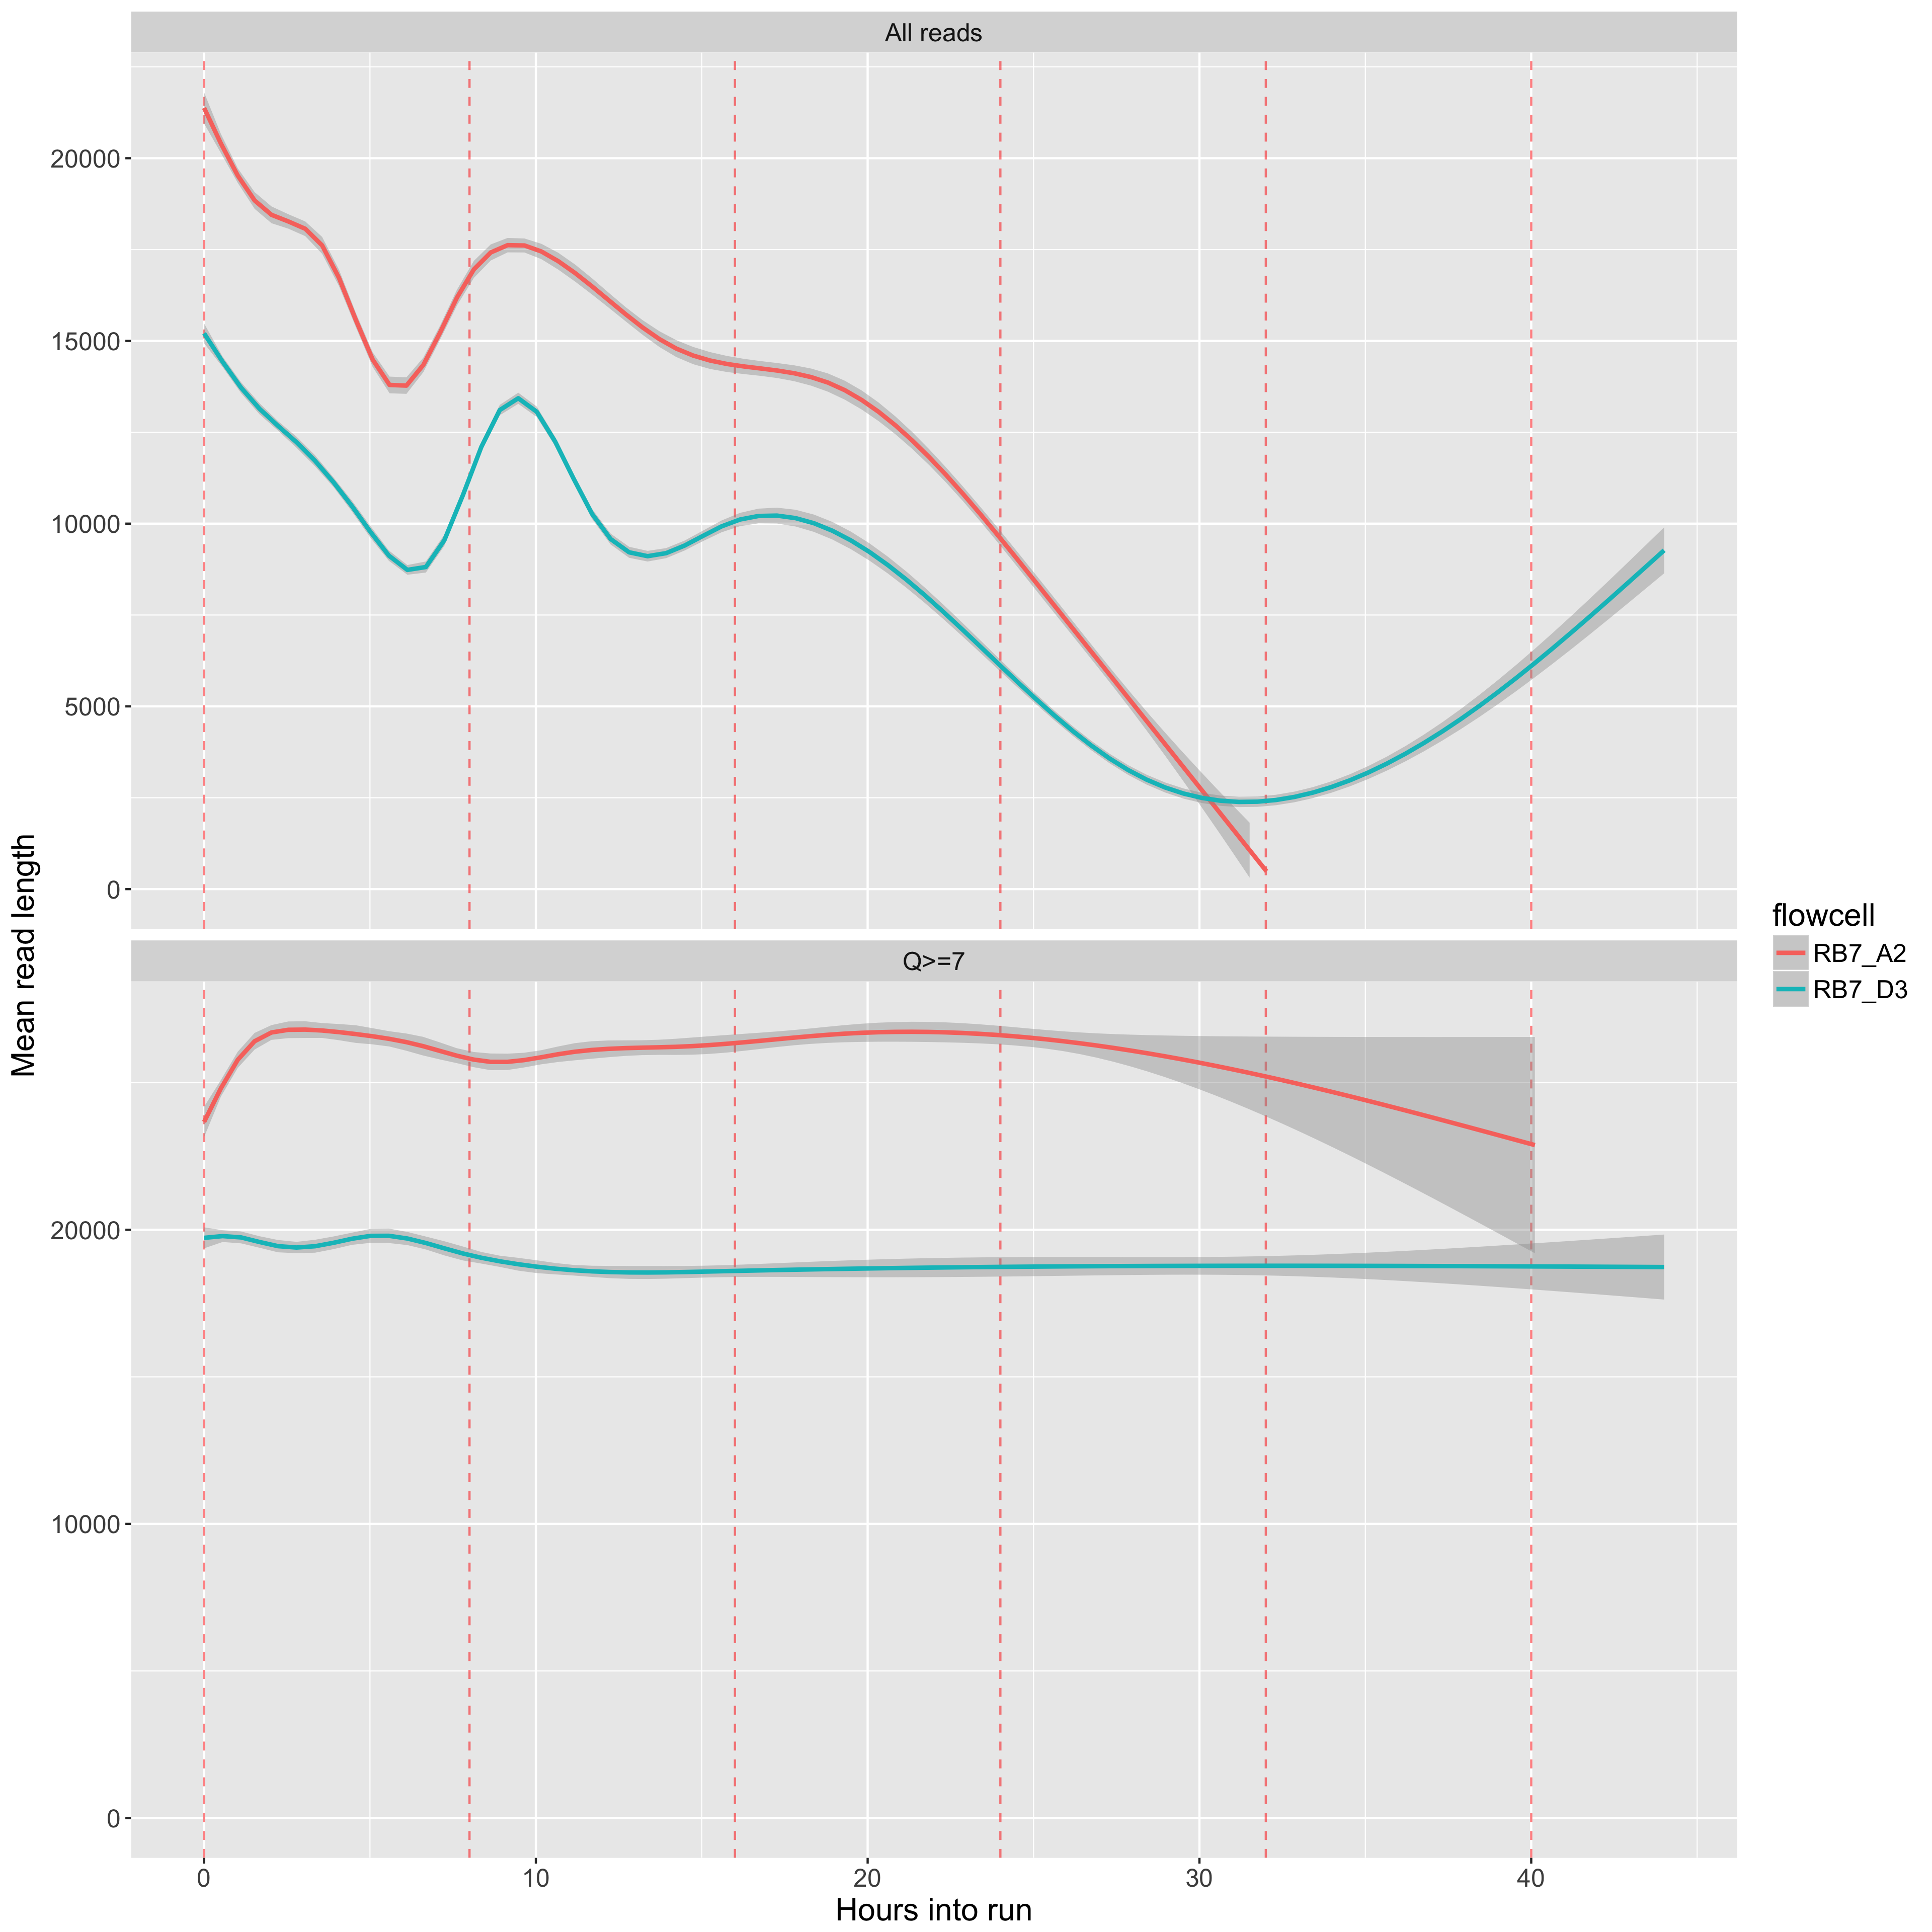 All reads
20000
15000
10000
5000
0
Q>=7
20000
10000
0
0 10 20 30 40
Hours into run
Mean read length
flowcell
RB7_A2
RB7_D3